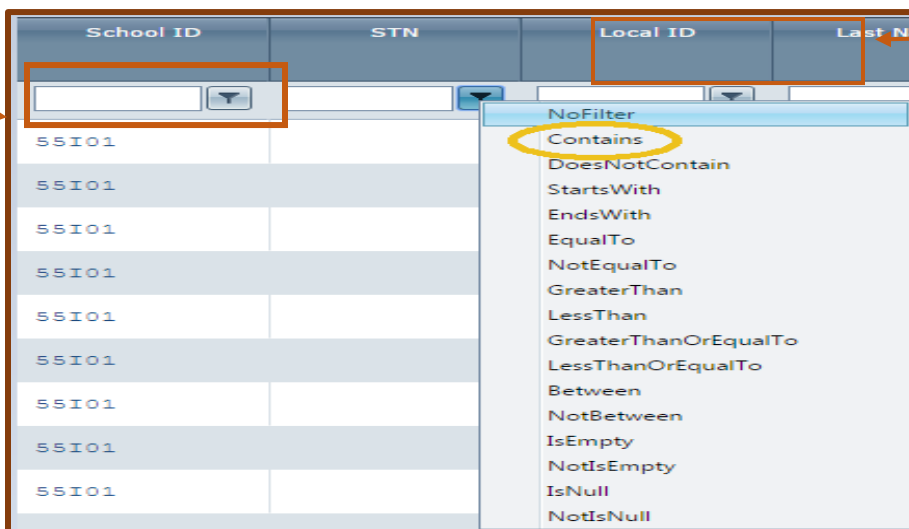 School ID STN Local ID Last N
NoFilter
55I01 Contains
DoesNotContain
55I01 StartsWith
EndsWith
55I01 EqualTo
NotEqualTo
55I01 GreaterThan
55I01 LessThan
GreaterThanOrEqualTo
55I01 LessThanOrEqualTo
Between
55I01 NotBetween
55I01 IsEmpty
NotIsEmpty
55I01 IsNull
NotIsNull